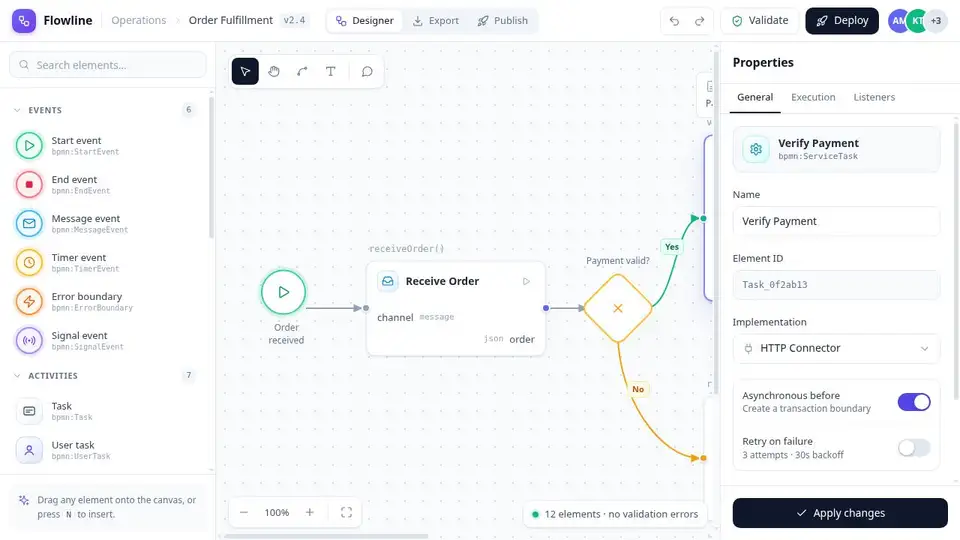 Flowline
Operations
Order Fulfillment
v2.4
Designer
Export
Publish
Validate
Deploy
AM
KT
+3
Search elements...
EVENTS
6
Start event
bpmn:StartEvent
End event
bpmn:EndEvent
Message event
bpmn:MessageEvent
Timer event
bpmn:TimerEvent
Error boundary
bpmn:ErrorBoundary
Signal event
bpmn:SignalEvent
ACTIVITIES
7
Task
bpmn:Task
User task
bpmn:UserTask
Drag any element onto the canvas, or
press N to insert.
Order
received
receiveOrder()
Receive Order
channel message
json order
Payment valid?
Yes
No
100%
12 elements · no validation errors
Properties
General
Execution
Listeners
Verify Payment
bpmn:ServiceTask
Name
Verify Payment
Element ID
Task_0f2ab13
Implementation
HTTP Connector
Asynchronous before
Create a transaction boundary
Retry on failure
3 attempts · 30s backoff
Apply changes